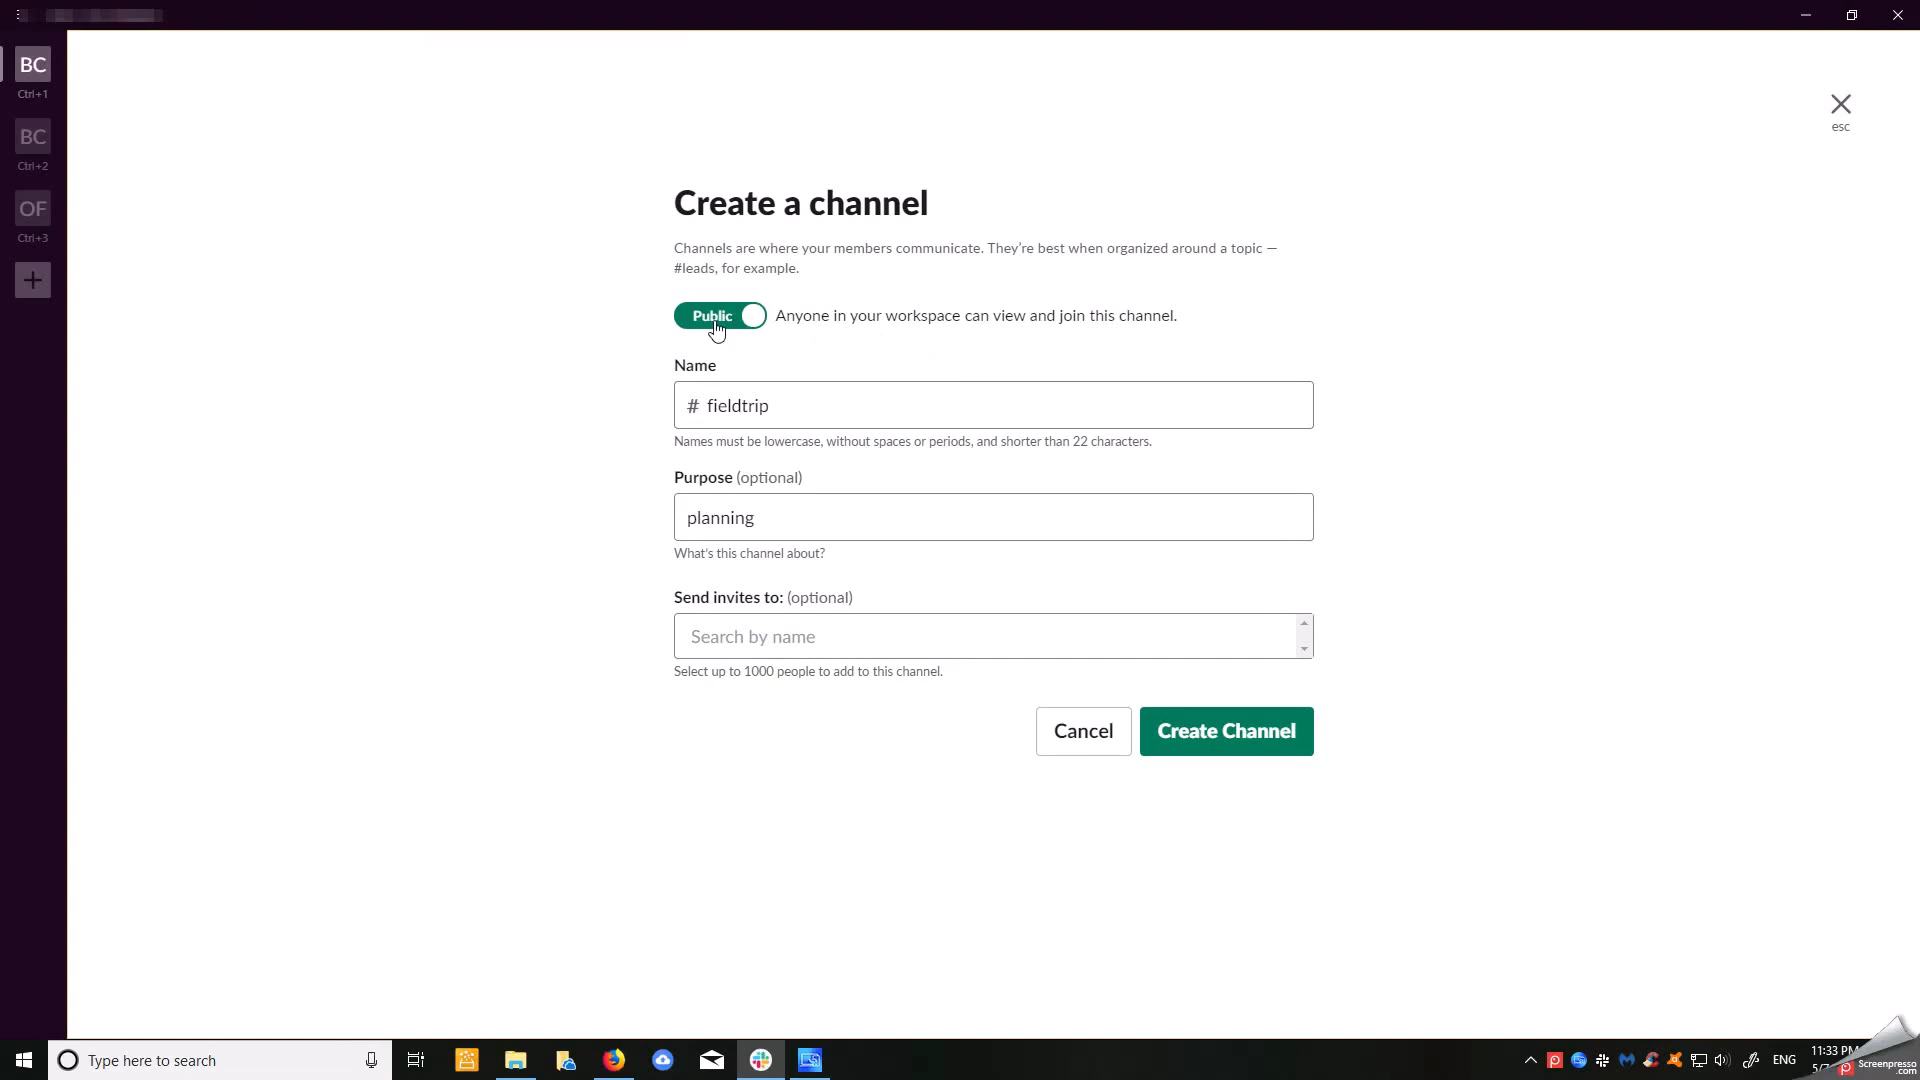 BC
Ctrl+1
BC
Ctrl+2
OF
Ctrl+3
esc
Create a channel
Channels are where your members communicate. They’re best when organized around a topic —
#leads, for example.
Public Anyone in your workspace can view and join this channel.
Name
# fieldtrip
Names must be lowercase, without spaces or periods, and shorter than 22 characters.
Purpose (optional)
planning
What's this channel about?
Send invites to: (optional)
Search by name
Select up to 1000 people to add to this channel.
Cancel Create Channel
Type here to search
ENG
11:33 PM
Screenpresso
.com